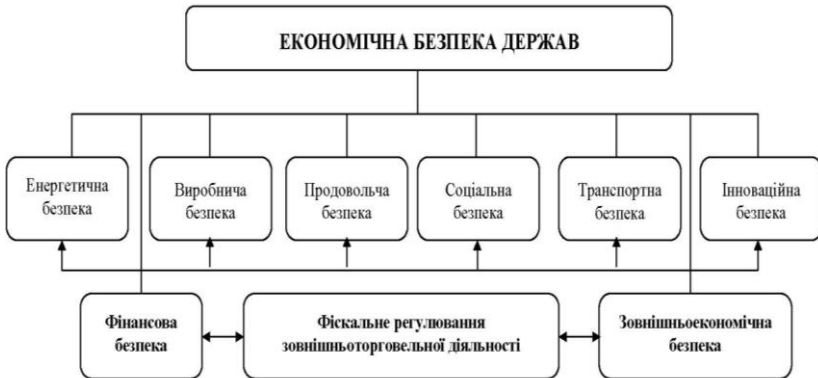 ЕКОНОМІЧНА БЕЗПЕКА ДЕРЖАВ
Енергетична
безпека
Виробнича
безпека
Продовольча
безпека
Соціальна
безпека
Транспортна
безпека
Інноваційна
безпека
Фінансова
безпека
Фіскальне регулювання
зовнішньоторговельної діяльності
Зовнішньоекономічна
безпека